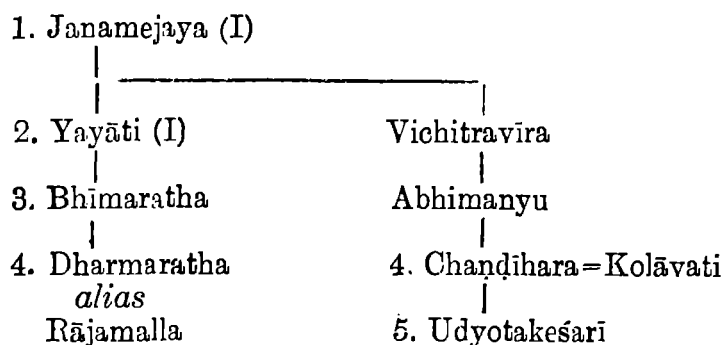 1. Janamejaya (I)
2. Yayāti (I) Vichitravīra
3. Bhīmaratha Abhimanyu
4. Dharmaratha 4. Chaṇḍīhara=Kolāvati
alias
Rājamalla 5. Udyotakeśarī